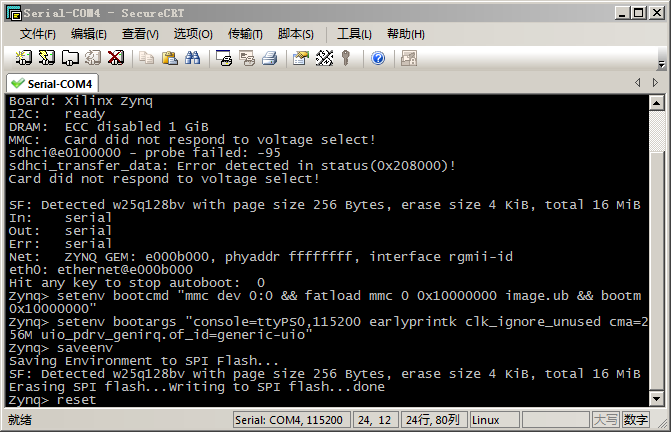 Serial-COM4 - SecureCRT
文件(F) 编辑(E) 查看(V) 选项(O) 传输(T) 脚本(S) 工具(L) 帮助(H)
Serial-COM4
Board: Xilinx Zynq
I2C:   ready
DRAM:  ECC disabled 1 GiB
MMC:   Card did not respond to voltage select!
sdhci@e0100000 - probe failed: -95
sdhci_transfer_data: Error detected in status(0x208000)!
Card did not respond to voltage select!
SF: Detected w25q128bv with page size 256 Bytes, erase size 4 KiB, total 16 MiB
In:    serial
Out:   serial
Err:   serial
Net:   ZYNQ GEM: e000b000, phyaddr ffffffff, interface rgmii-id
eth0: ethernet@e000b000
Hit any key to stop autoboot:  0
Zynq> setenv bootcmd "mmc dev 0:0 && fatload mmc 0 0x10000000 image.ub && bootm
0x10000000"
Zynq> setenv bootargs "console=ttyPS0,115200 earlyprintk clk_ignore_unused cma=2
56M uio_pdrv_genirq.of_id=generic-uio"
Zynq> saveenv
Saving Environment to SPI Flash...
SF: Detected w25q128bv with page size 256 Bytes, erase size 4 KiB, total 16 MiB
Erasing SPI flash...Writing to SPI flash...done
Zynq> reset
就绪 Serial: COM4, 115200 24, 12 24行, 80列 Linux 大写 数字